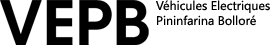 VEPB
Véhicules Electriques
Pininfarina Bolloré